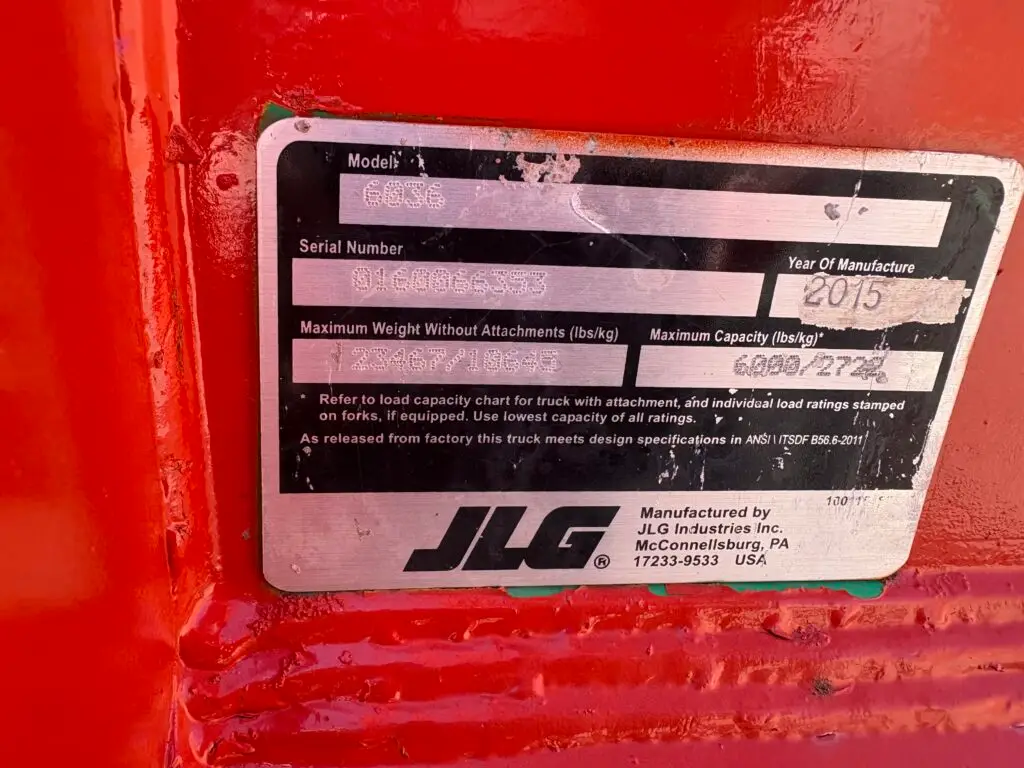 Model:
6036
Serial Number
0160066353
Year Of Manufacture
2015
Maximum Weight Without Attachments (lbs/kg)
23467/10645
Maximum Capacity (lbs/kg)*
6000/2722
* Refer to load capacity chart for truck with attachment, and individual load ratings stamped
on forks, if equipped. Use lowest capacity of all ratings.
As released from factory this truck meets design specifications in ANSI \ ITSDF B56.6-2011
JLG®
Manufactured by
JLG Industries Inc.
McConnellsburg, PA
17233-9533 USA